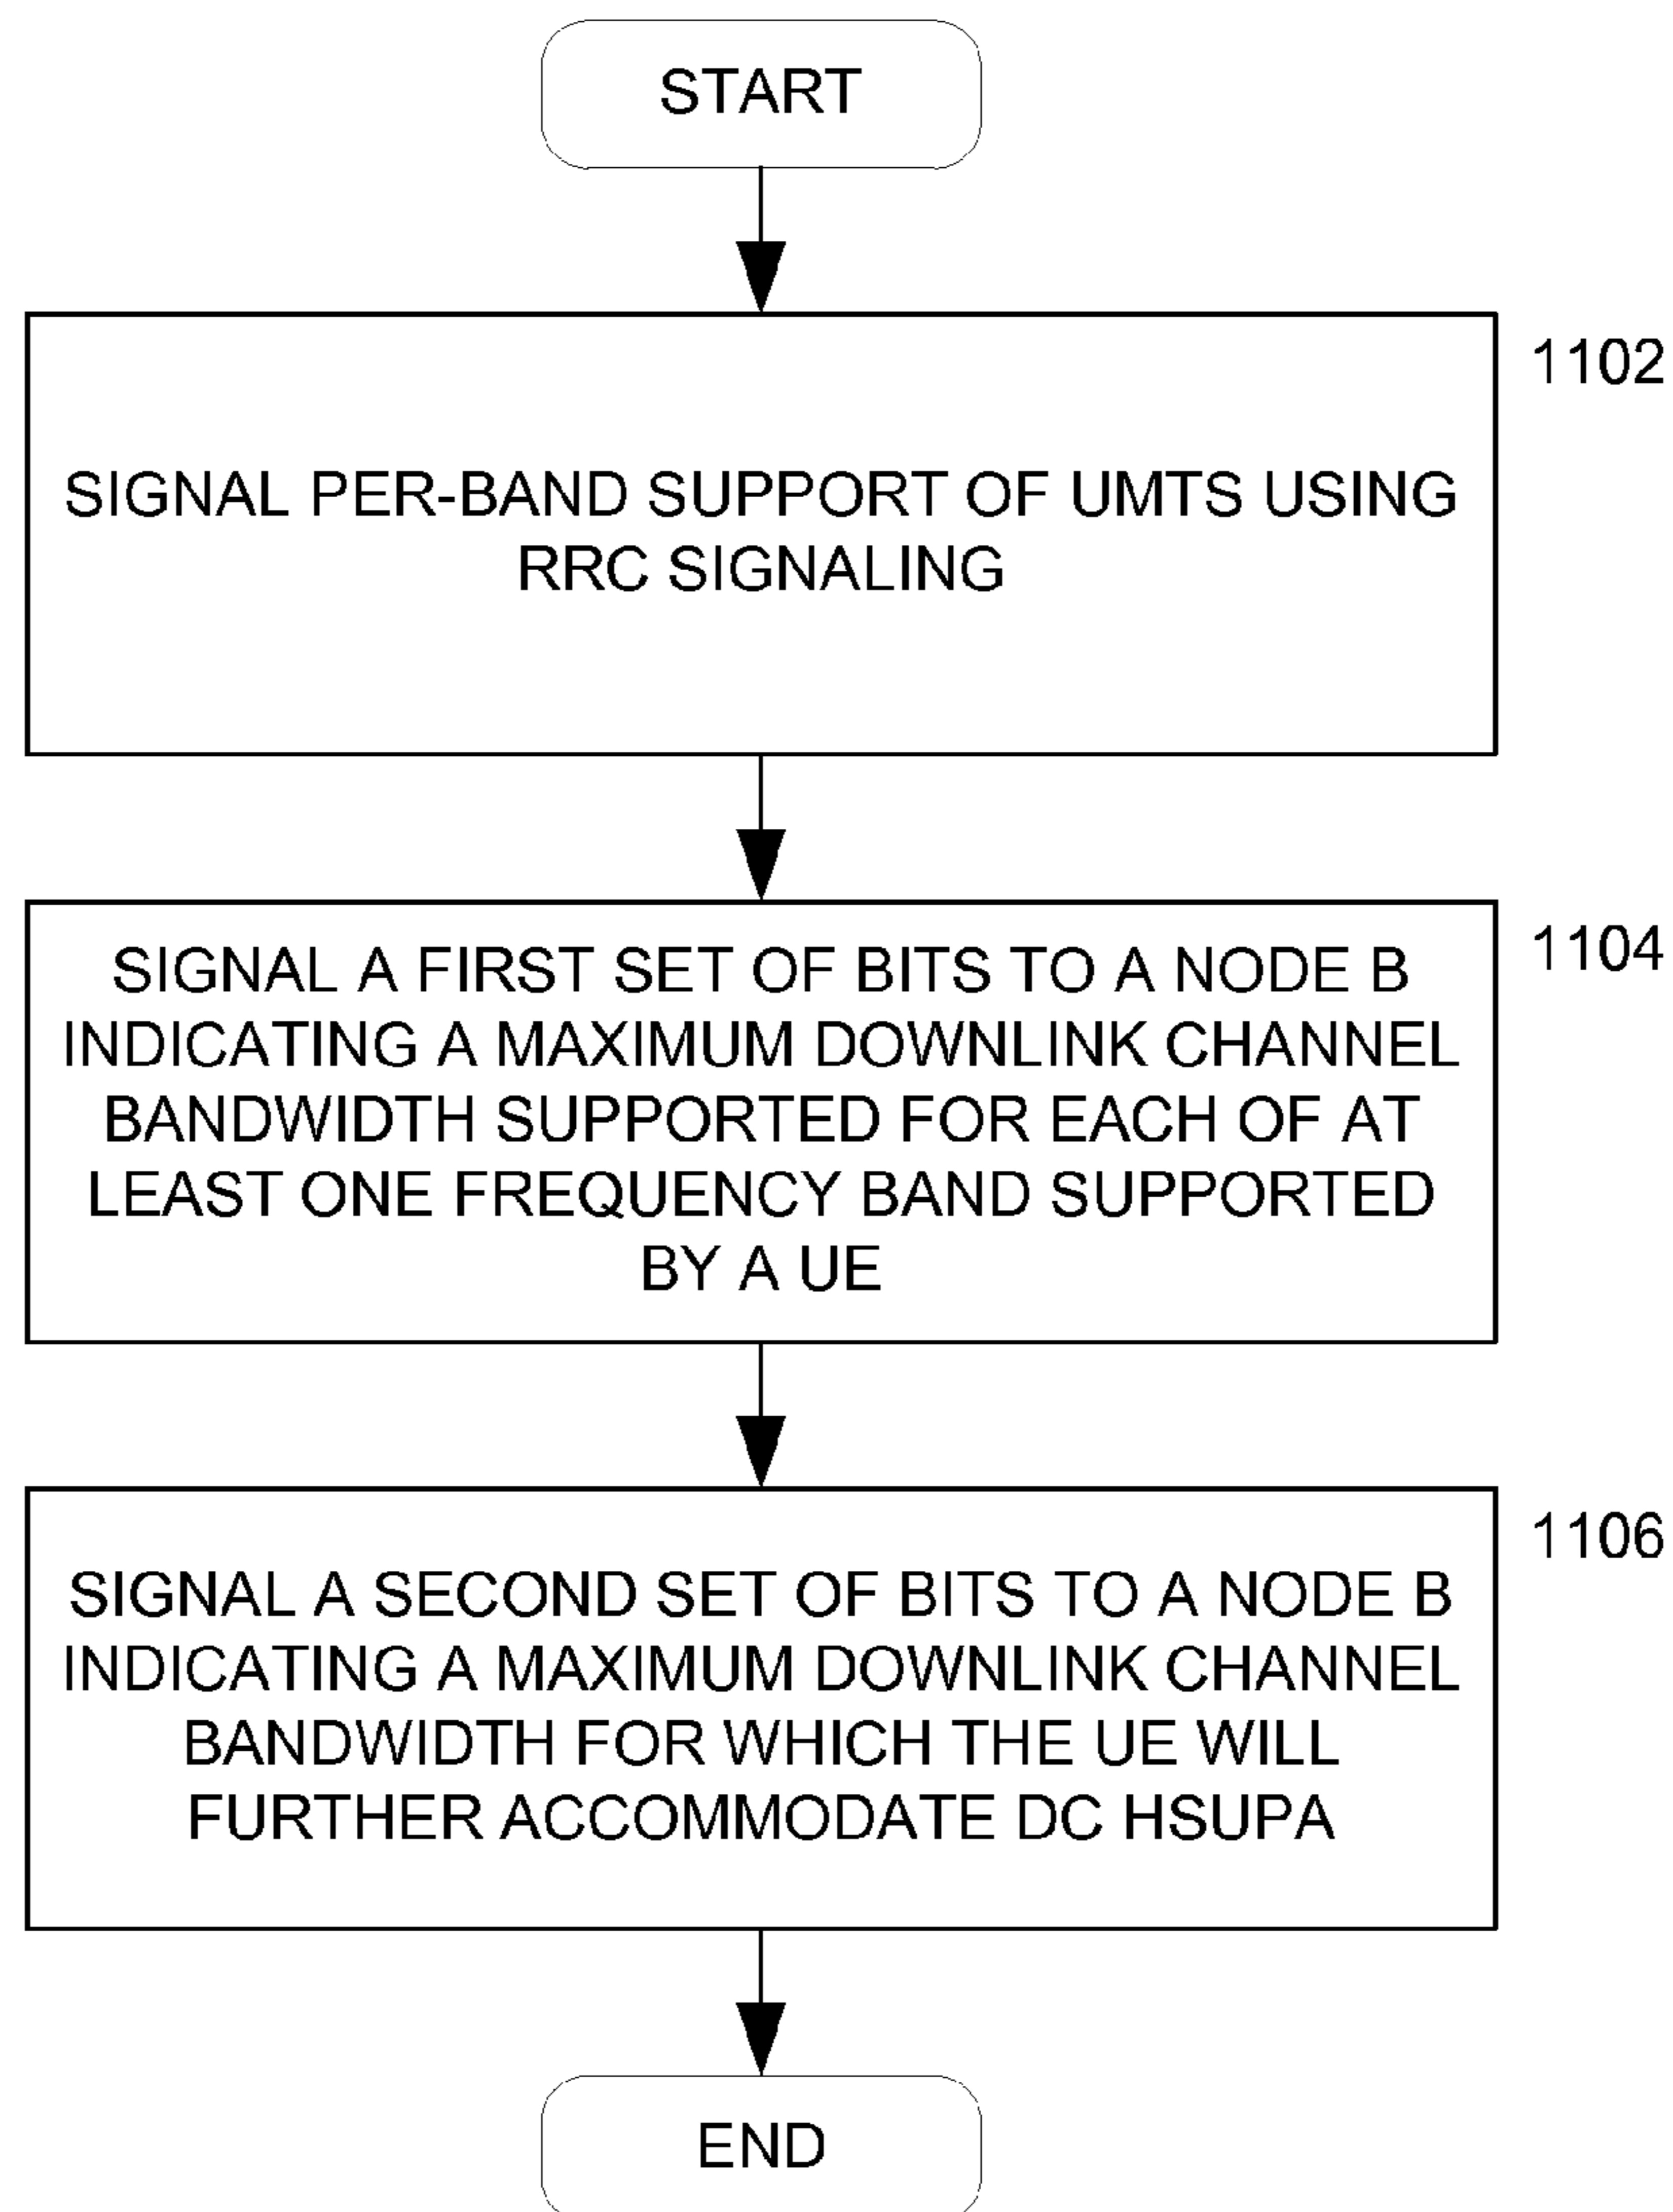 START
1102
SIGNAL PER-BAND SUPPORT OF UMTS USING
RRC SIGNALING
1104
SIGNAL A FIRST SET OF BITS TO A NODE B
INDICATING A MAXIMUM DOWNLINK CHANNEL
BANDWIDTH SUPPORTED FOR EACH OF AT
LEAST ONE FREQUENCY BAND SUPPORTED
BY A UE
1106
SIGNAL A SECOND SET OF BITS TO A NODE B
INDICATING A MAXIMUM DOWNLINK CHANNEL
BANDWIDTH FOR WHICH THE UE WILL
FURTHER ACCOMMODATE DC HSUPA
END